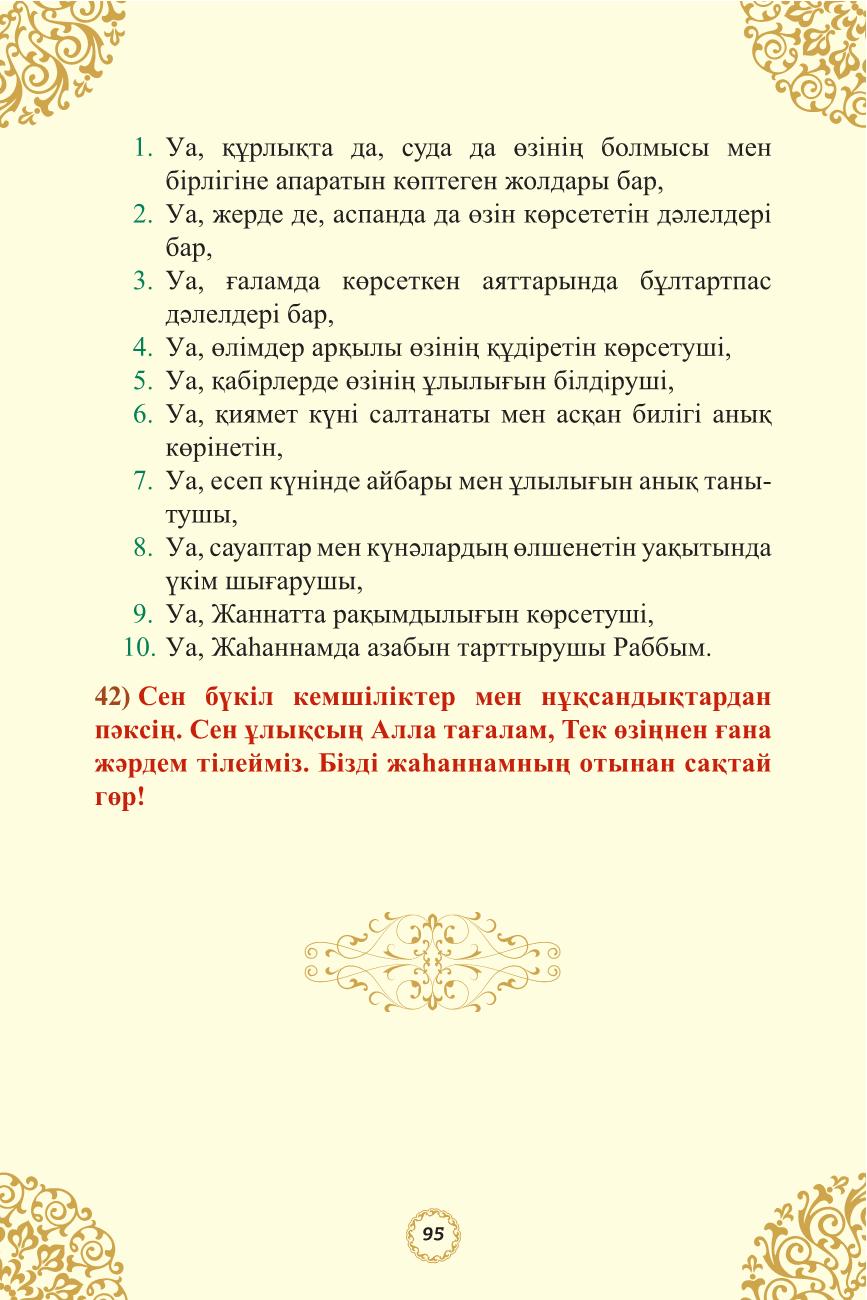 1. Уа, құрлықта да, суда да өзінің болмысы мен
бірлігіне апаратын көптеген жолдары бар,
2. Уа, жерде де, аспанда да өзін көрсететін дәлелдері
бар,
3. Уа, ғаламда көрсеткен аяттарында бұлтартпас
дәлелдері бар,
4. Уа, өлімдер арқылы өзінің құдіретін көрсетуші,
5. Уа, қабірлерде өзінің ұлылығын білдіруші,
6. Уа, қиямет күні салтанаты мен асқан билігі анық
көрінетін,
7. Уа, есеп күнінде айбары мен ұлылығын анық таны-
тушы,
8. Уа, сауаптар мен күнәлардың өлшенетін уақытында
үкім шығарушы,
9. Уа, Жаннатта рақымдылығын көрсетуші,
10. Уа, Жаһаннамда азабын тарттырушы Раббым.
42) Сен бүкіл кемшіліктер мен нұқсандықтардан
пәксің. Сен ұлықсың Алла тағалам, Тек өзіңнен ғана
жәрдем тілейміз. Бізді жаһаннамның отынан сақтай
гөр!
95